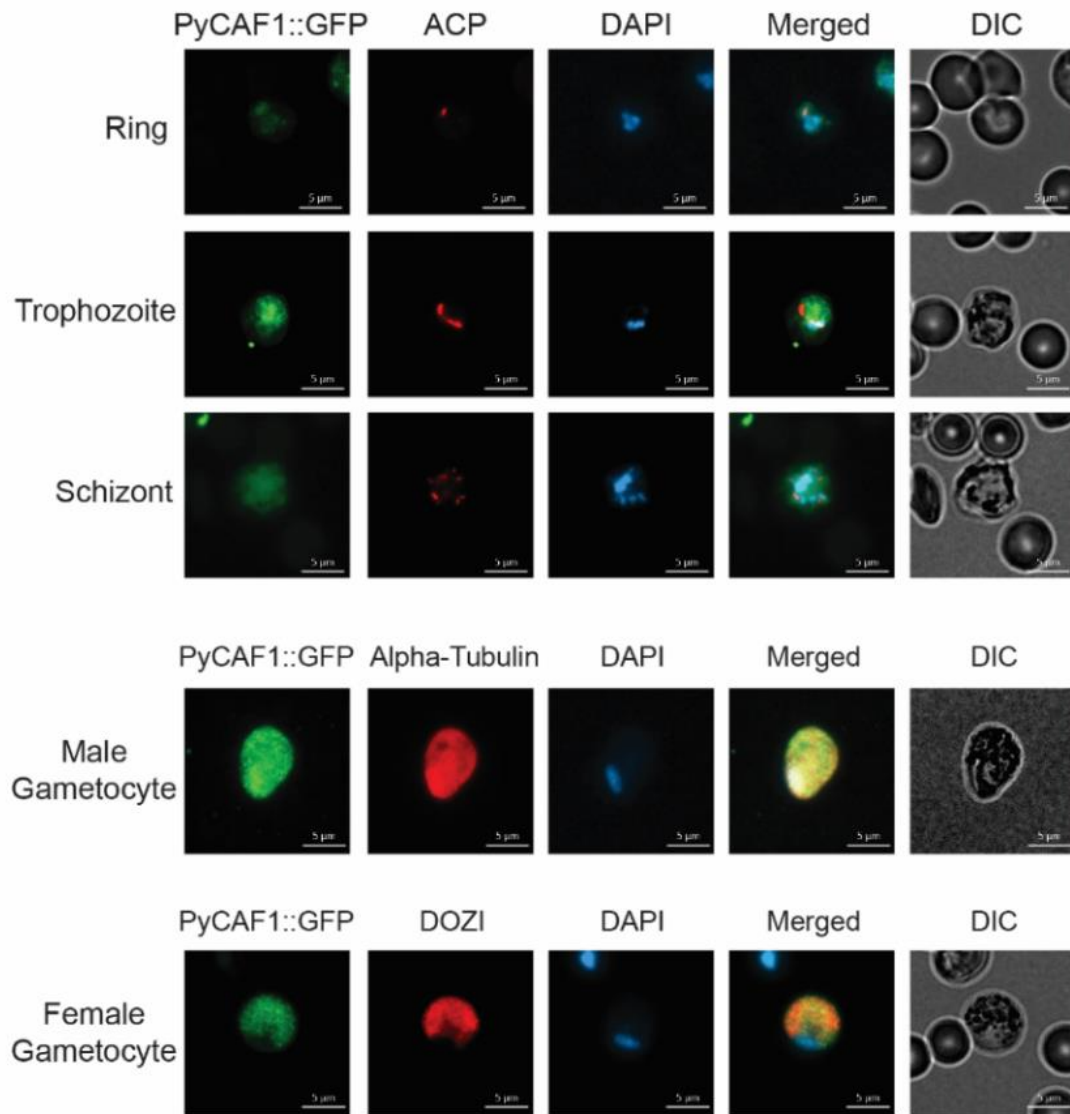 PyCAF1::GFP ACP DAPI Merged DIC
Ring
5 µm 5 µm 5 µm 5 µm 5 µm
Trophozoite
5 µm 5 µm 5 µm 5 µm 5 µm
Schizont
5 µm 5 µm 5 µm 5 µm 5 µm
PyCAF1::GFP Alpha-Tubulin DAPI Merged DIC
Male
Gametocyte
5 µm 5 µm 5 µm 5 µm 5 µm
PyCAF1::GFP DOZI DAPI Merged DIC
Female
Gametocyte
5 µm 5 µm 5 µm 5 µm 5 µm